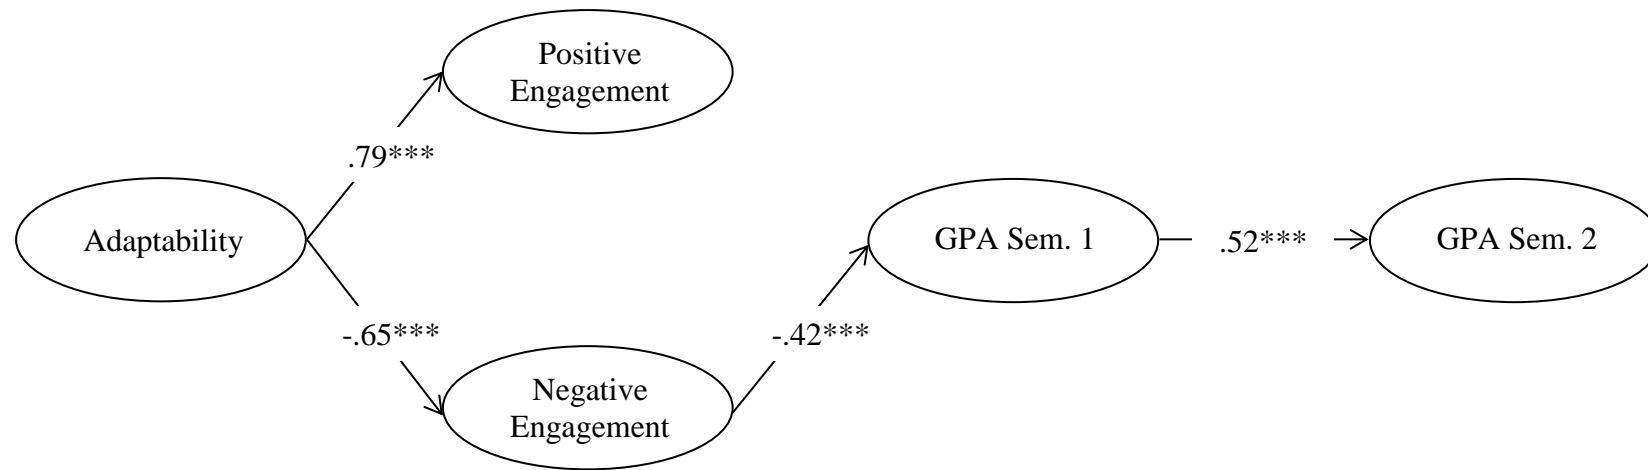 Positive
Engagement
.79***
Adaptability
GPA Sem. 1
.52***
GPA Sem. 2
-.65***
-.42***
Negative
Engagement